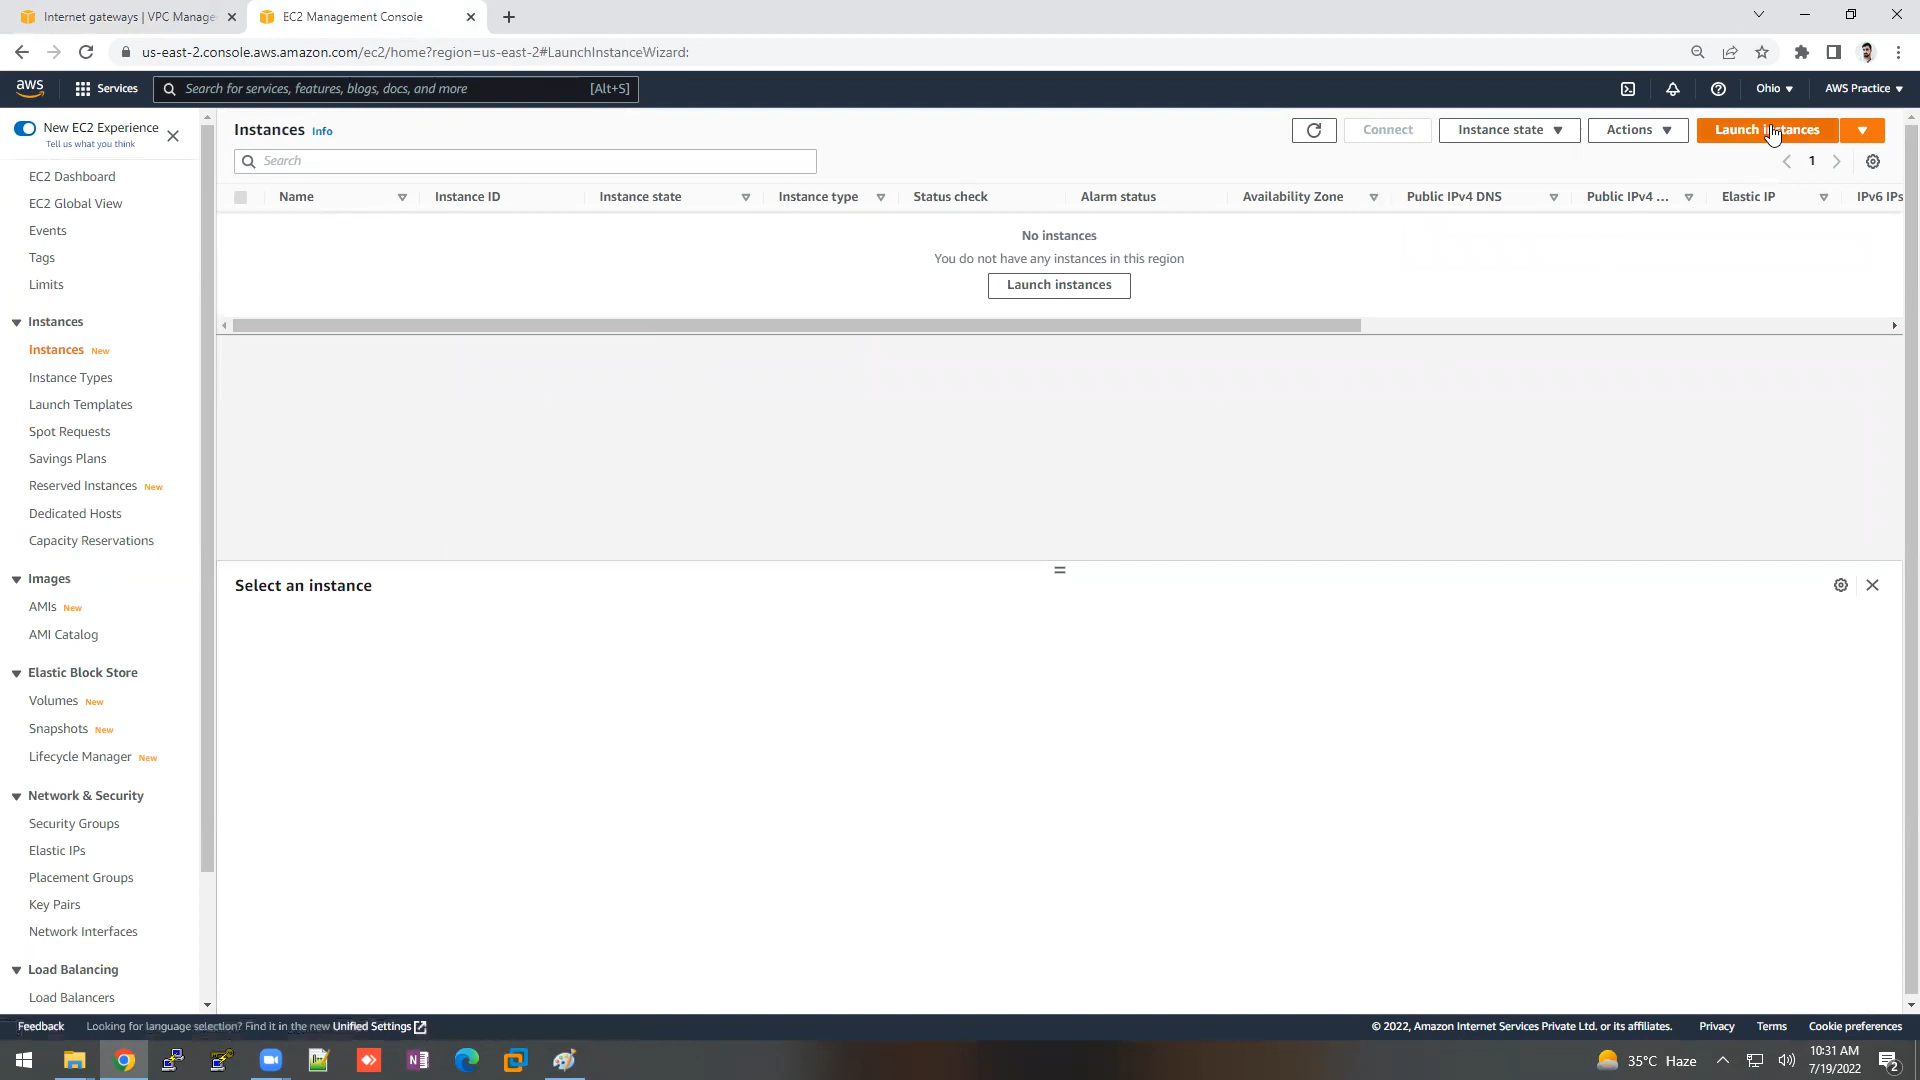 Internet gateways | VPC Manage
EC2 Management Console
us-east-2.console.aws.amazon.com/ec2/home?region=us-east-2#LaunchInstanceWizard:
aws
Services
Search for services, features, blogs, docs, and more
[Alt+S]
Ohio
AWS Practice
New EC2 Experience
Tell us what you think
EC2 Dashboard
EC2 Global View
Events
Tags
Limits
Instances
Instances New
Instance Types
Launch Templates
Spot Requests
Savings Plans
Reserved Instances New
Dedicated Hosts
Capacity Reservations
Images
AMIs New
AMI Catalog
Elastic Block Store
Volumes New
Snapshots New
Lifecycle Manager New
Network & Security
Security Groups
Elastic IPs
Placement Groups
Key Pairs
Network Interfaces
Load Balancing
Load Balancers
Instances Info
Connect
Instance state
Actions
Launch instances
Search
1
Name
Instance ID
Instance state
Instance type
Status check
Alarm status
Availability Zone
Public IPv4 DNS
Public IPv4 ...
Elastic IP
IPv6 IPs
No instances
You do not have any instances in this region
Launch instances
Select an instance
Feedback
Looking for language selection? Find it in the new Unified Settings
© 2022, Amazon Internet Services Private Ltd. or its affiliates.
Privacy
Terms
Cookie preferences
35°C Haze
10:31 AM
7/19/2022
2